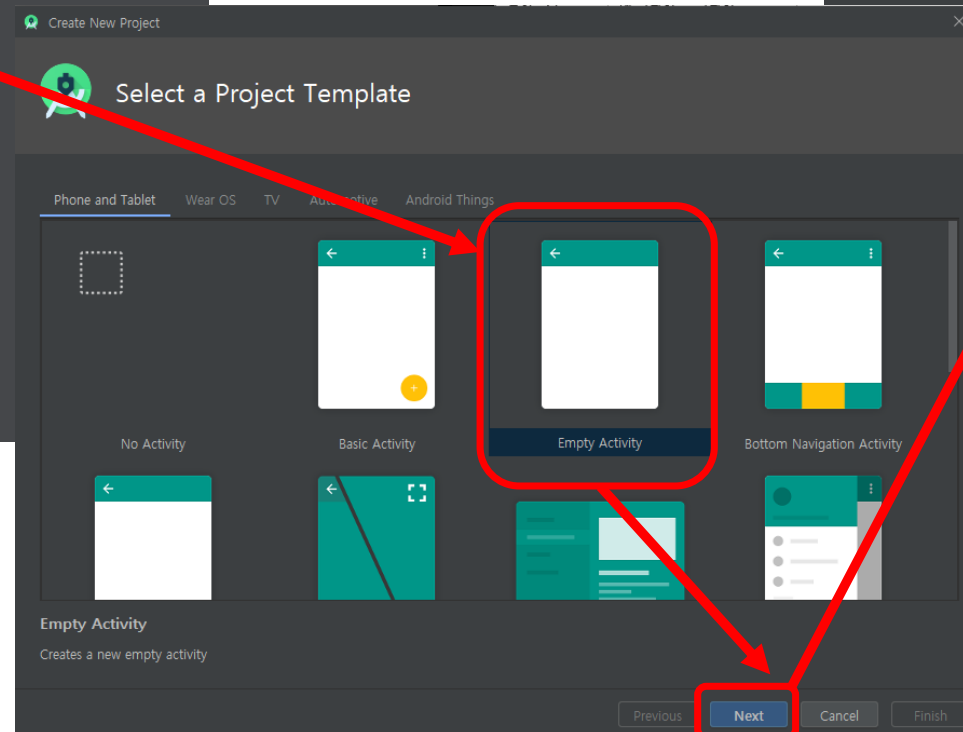 Create New Project
Select a Project Template
Phone and Tablet Wear OS TV Automotive Android Things
No Activity Basic Activity Empty Activity Bottom Navigation Activity
Empty Activity
Creates a new empty activity
Previous Next Cancel Finish